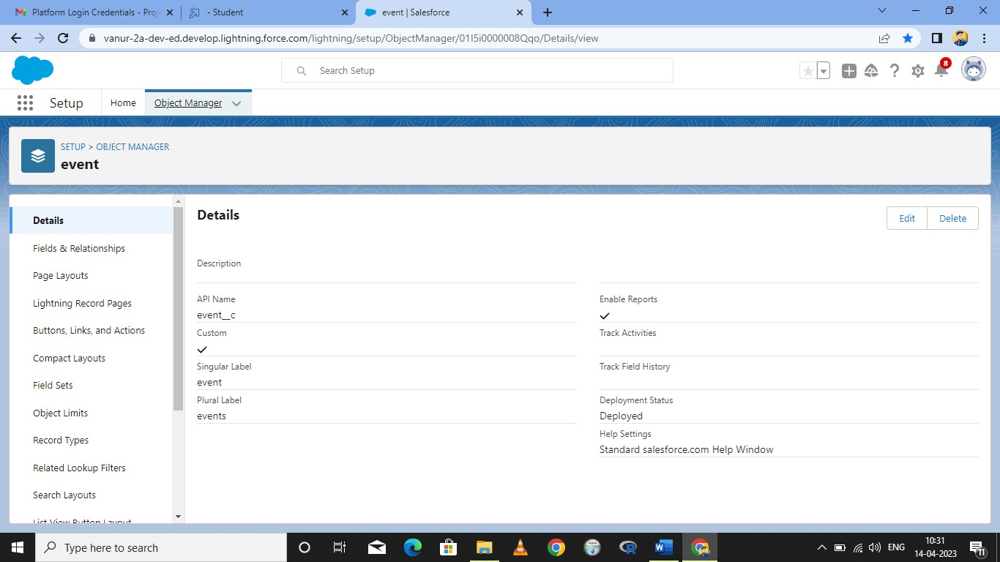 Platform Login Credentials - Proj
- Student
event | Salesforce
vanur-2a-dev-ed.develop.lightning.force.com/lightning/setup/ObjectManager/01I5i0000008Qqo/Details/view
Search Setup
8
Setup
Home
Object Manager
SETUP > OBJECT MANAGER
event
Details
Fields & Relationships
Page Layouts
Lightning Record Pages
Buttons, Links, and Actions
Compact Layouts
Field Sets
Object Limits
Record Types
Related Lookup Filters
Search Layouts
List View Button Layout
Details
Edit
Delete
Description
API Name
event__c
Custom
Singular Label
event
Plural Label
events
Enable Reports
Track Activities
Track Field History
Deployment Status
Deployed
Help Settings
Standard salesforce.com Help Window
Type here to search
ENG
10:31
14-04-2023
11